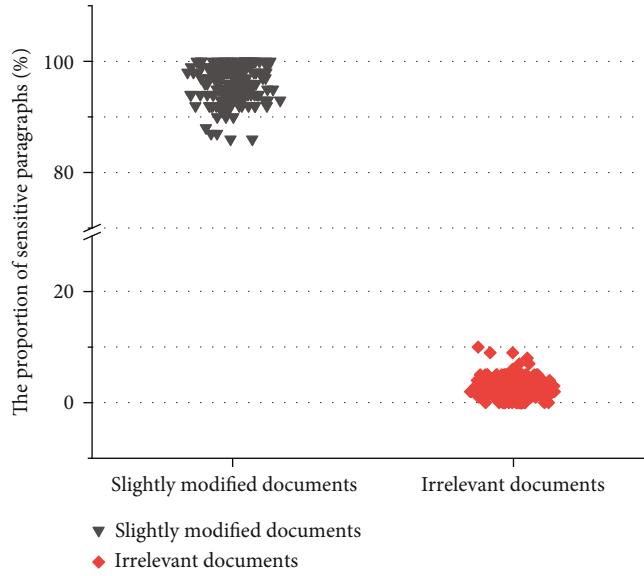 The proportion of sensitive paragraphs (%)
100
80
20
0
Slightly modified documents
Irrelevant documents
Slightly modified documents
Irrelevant documents